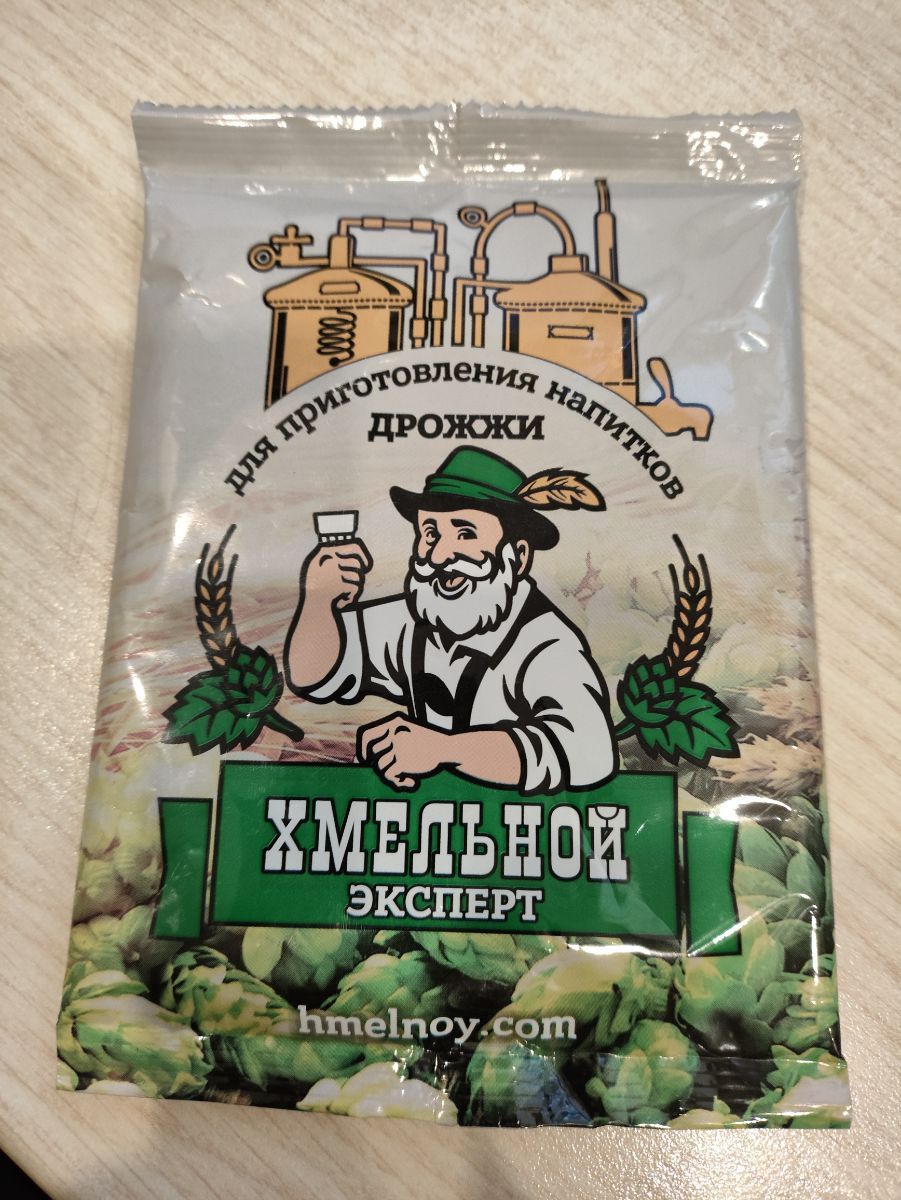 для приготовления напитков
ДРОЖЖИ
ХМЕЛЬНОЙ
ЭКСПЕРТ
hmelnoy.com